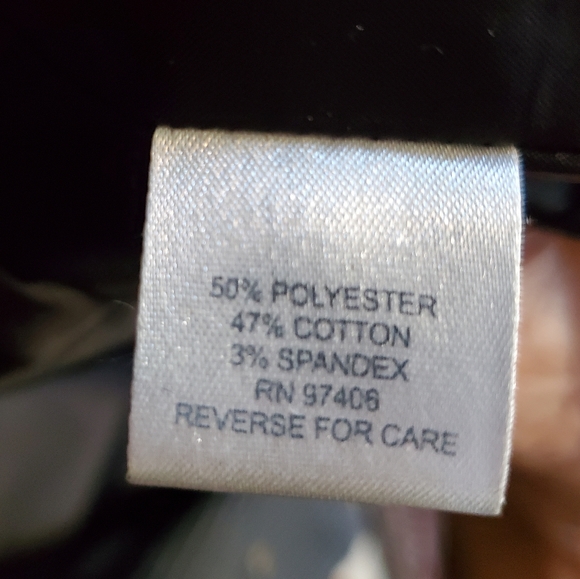 50% POLYESTER
47% COTTON
3% SPANDEX
RN 97406
REVERSE FOR CARE